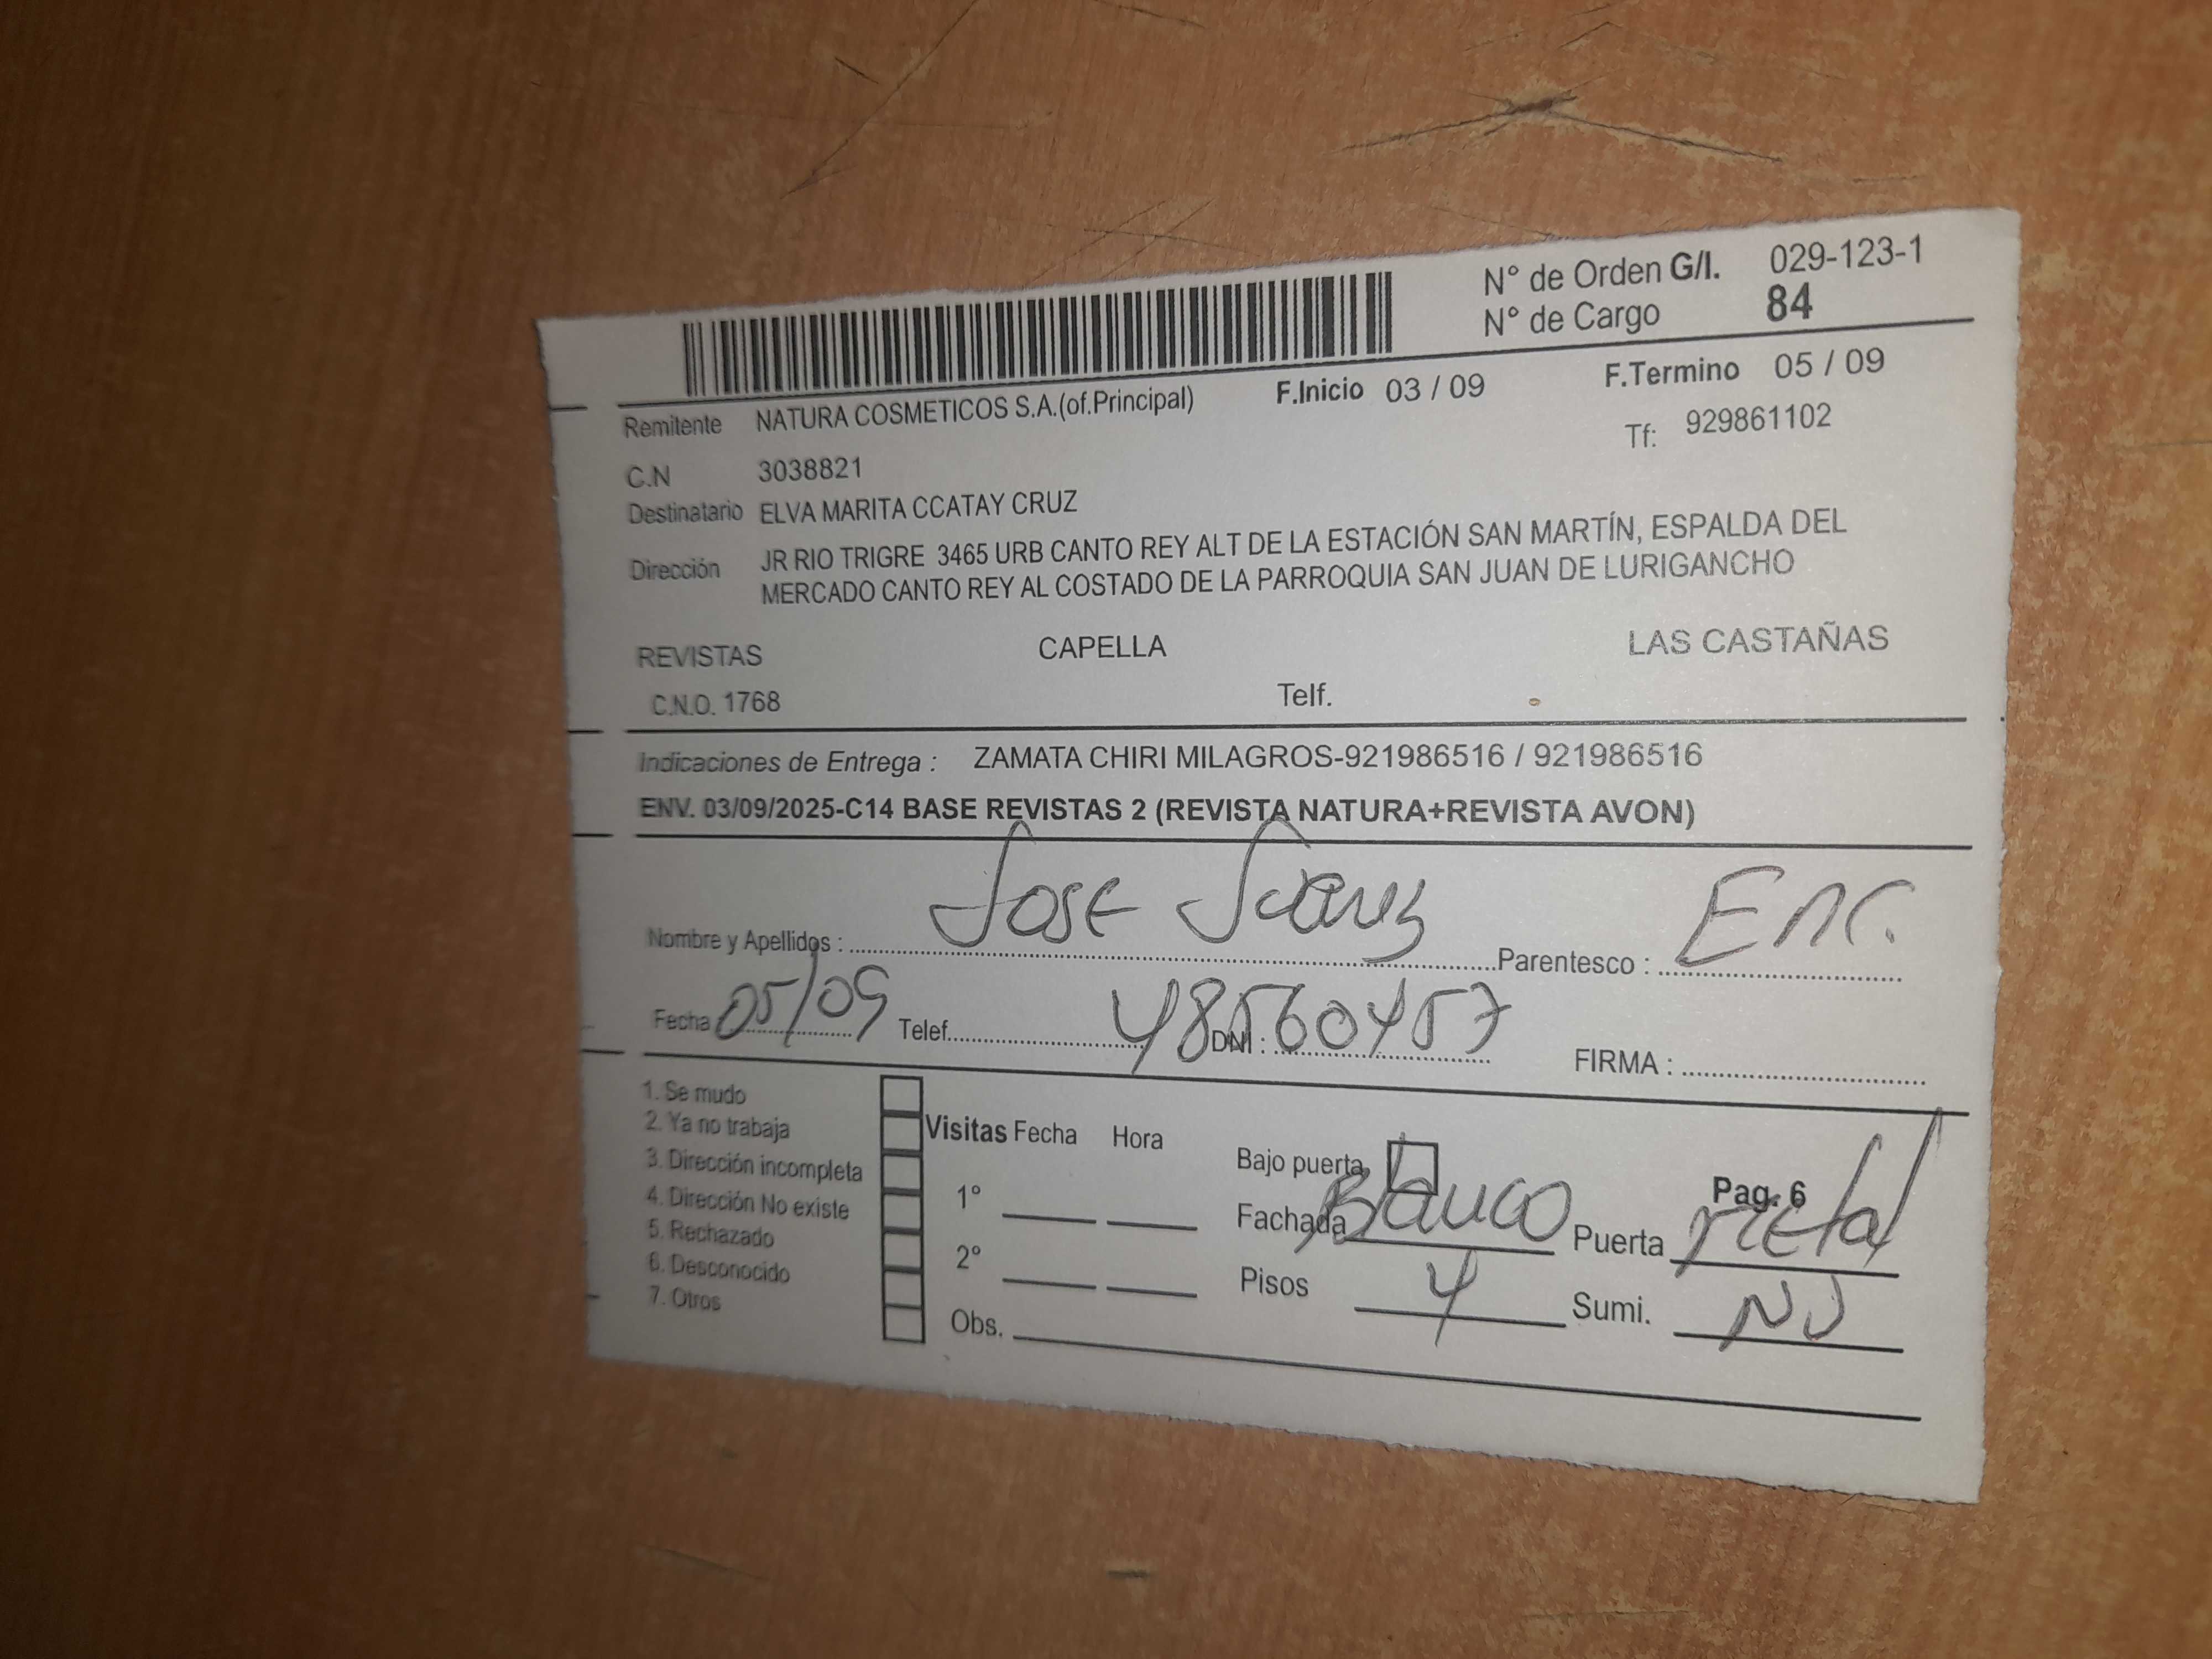 N° de Orden G/I. 029-123-1
N° de Cargo 84
F.Inicio 03 / 09 F.Termino 05 / 09
Remitente NATURA COSMETICOS S.A.(of.Principal) Tf: 929861102
C.N 3038821
Destinatario ELVA MARITA CCATAY CRUZ
Dirección JR RIO TRIGRE 3465 URB CANTO REY ALT DE LA ESTACIÓN SAN MARTÍN, ESPALDA DEL
MERCADO CANTO REY AL COSTADO DE LA PARROQUIA SAN JUAN DE LURIGANCHO
REVISTAS CAPELLA LAS CASTAÑAS
C.N.O. 1768 Telf.
Indicaciones de Entrega : ZAMATA CHIRI MILAGROS-921986516 / 921986516
ENV. 03/09/2025-C14 BASE REVISTAS 2 (REVISTA NATURA+REVISTA AVON)
Nombre y Apellidos : Jose Suarez Parentesco : Enc.
Fecha 05/09 Telef. DNI : 48560457 FIRMA :
1. Se mudo
2. Ya no trabaja
3. Dirección incompleta
4. Dirección No existe
5. Rechazado
6. Desconocido
7. Otros
Visitas Fecha Hora
1°
2°
Obs.
Bajo puerta Pag. 6
Fachada Blanco Puerta Metal
Pisos 4 Sumi. NO